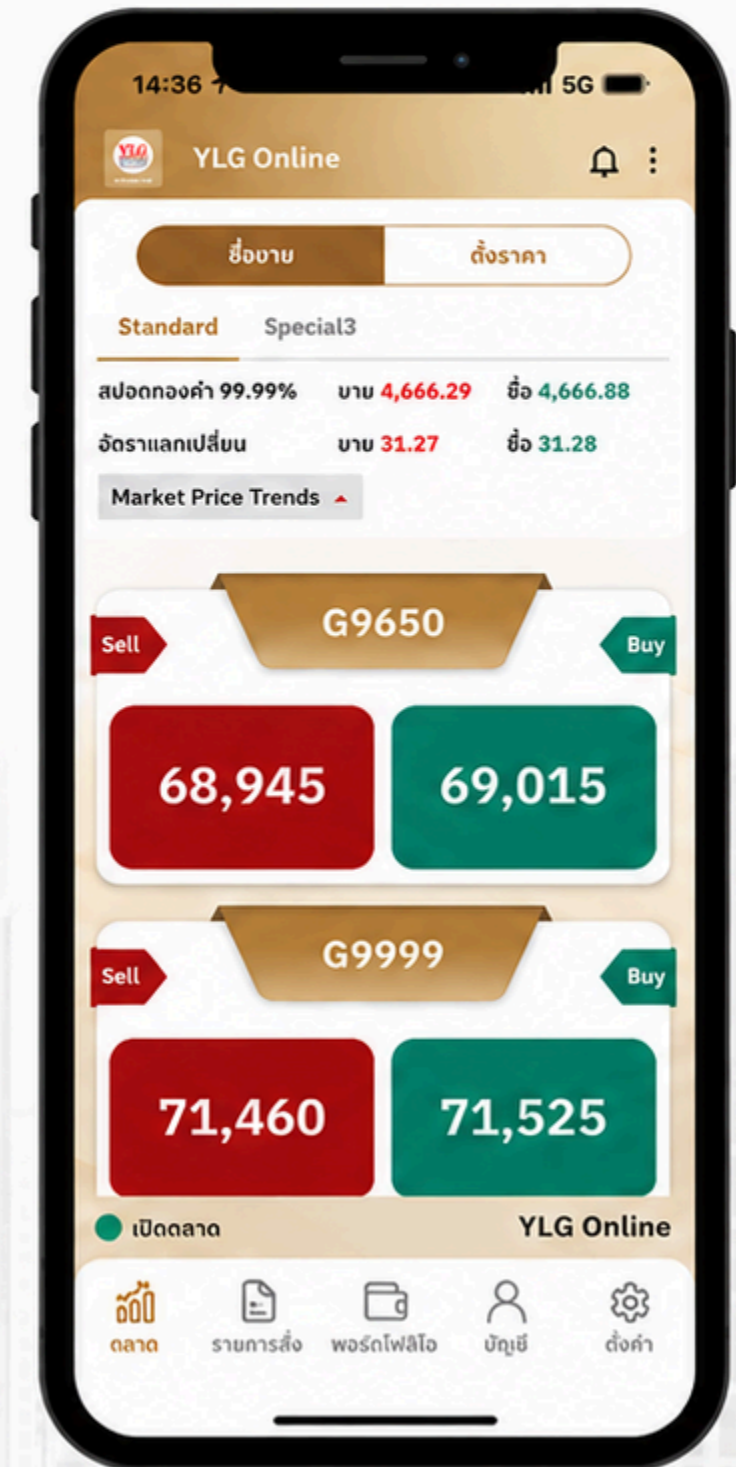 14:36 5G
YLG YLG Online
ซื้อขาย ตั้งราคา
Standard Special3
สปอตทองคำ 99.99% ขาย 4,666.29 ซื้อ 4,666.88
อัตราแลกเปลี่ยน ขาย 31.27 ซื้อ 31.28
Market Price Trends
G9650
Sell Buy
68,945 69,015
G9999
Sell Buy
71,460 71,525
เปิดตลาด YLG Online
ตลาด รายการสั่ง พอร์ตโฟลิโอ บัญชี ตั้งค่า